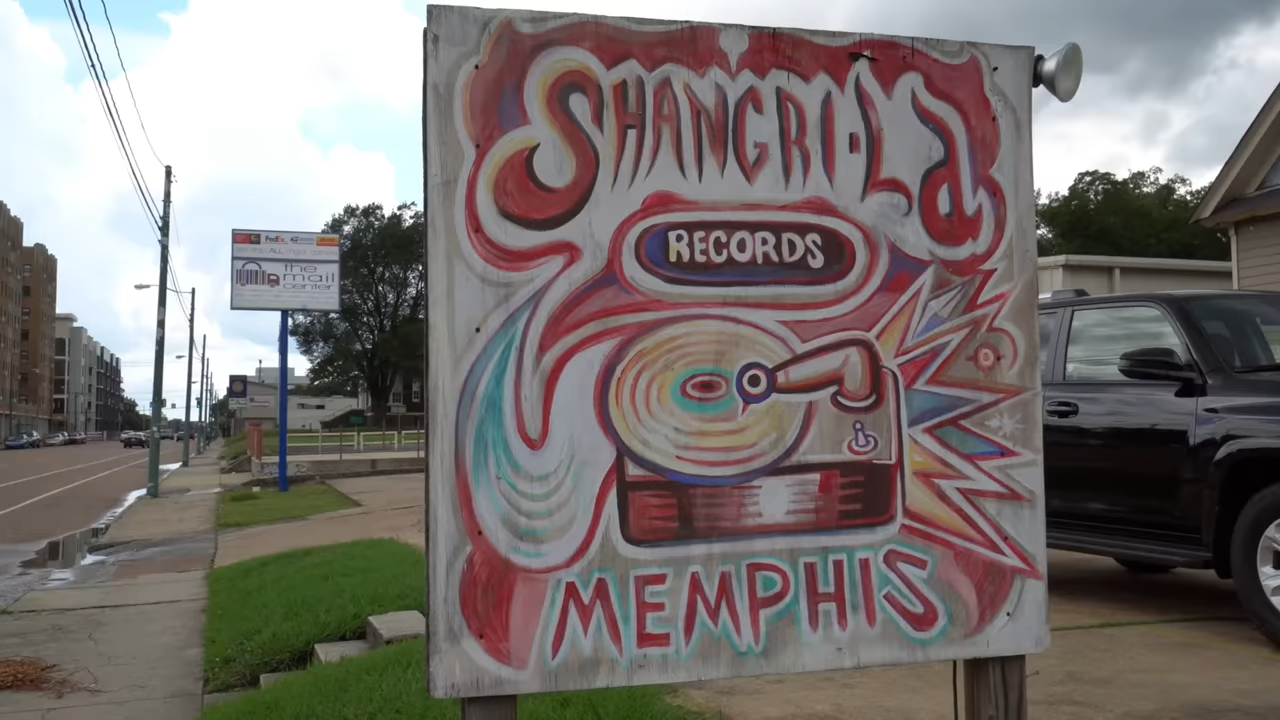 SHANGRI-La
RECORDS
MEMPHIS
FedEx
the
mail
center